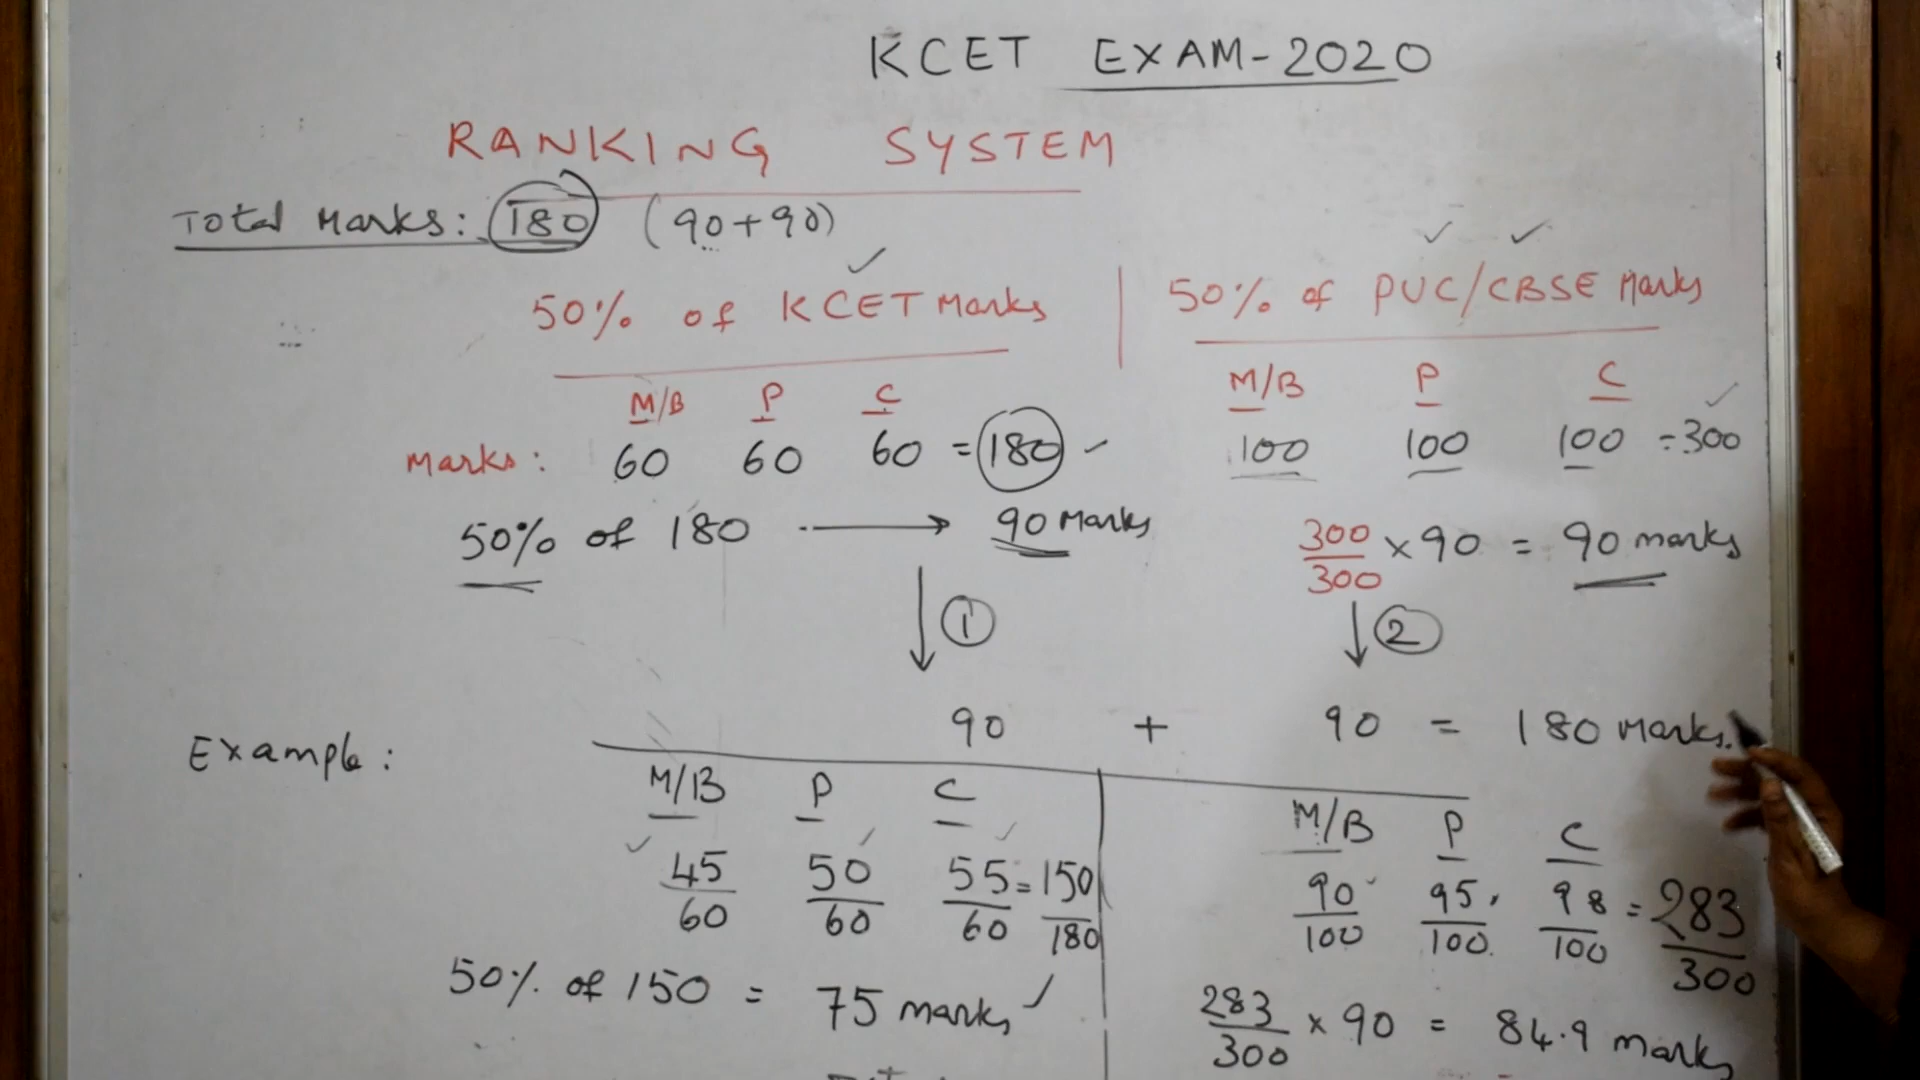 KCET EXAM-2020
RANKING SYSTEM
Total Marks: 180 (90+90)
50% of KCET Marks
M/B P C
Marks: 60 60 60 =180
50% of 180 → 90 Marks
↓ 1
50% of PUC/CBSE Marks
M/B P C
100 100 100 =300
300/300 ×90 = 90 marks
↓ 2
90 + 90 = 180 Marks.
Example:
M/B P C
45/60 50/60 55/60 = 150/180
50% of 150 = 75 marks
M/B P C
90/100 95/100 98/100 = 283/300
283/300 × 90 = 84.9 marks